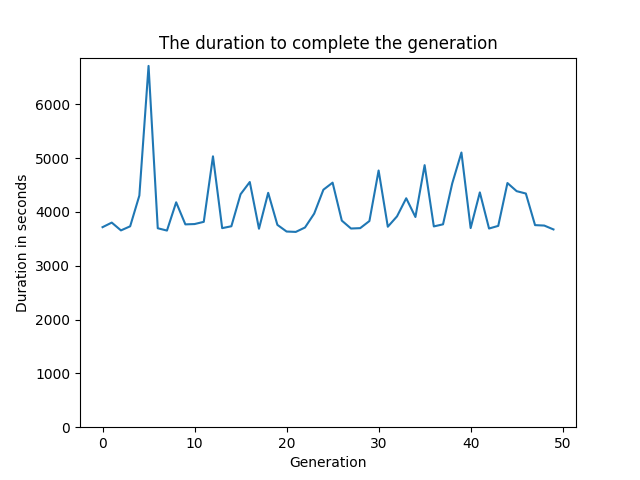 The duration to complete the generation
6000
5000
4000
3000
2000
1000
0
Duration in seconds
0 10 20 30 40 50
Generation